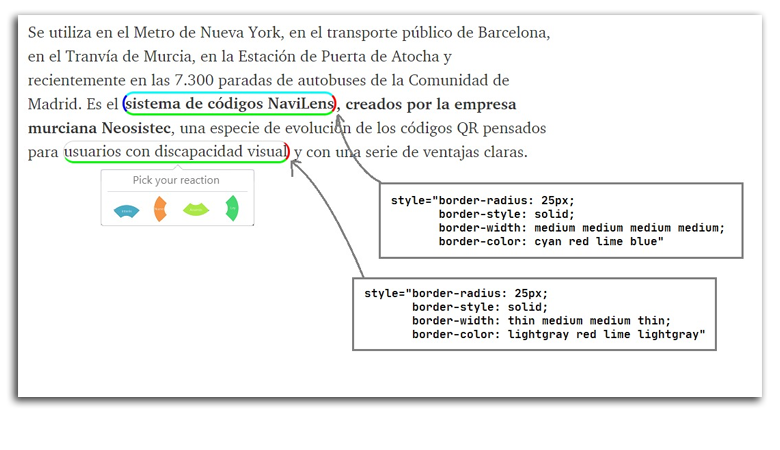 Se utiliza en el Metro de Nueva York, en el transporte público de Barcelona,
en el Tranvía de Murcia, en la Estación de Puerta de Atocha y
recientemente en las 7.300 paradas de autobuses de la Comunidad de
Madrid. Es el sistema de códigos NaviLens, creados por la empresa
murciana Neosistec, una especie de evolución de los códigos QR pensados
para usuarios con discapacidad visual y con una serie de ventajas claras.
Pick your reaction
style="border-radius: 25px;
border-style: solid;
border-width: medium medium medium medium;
border-color: cyan red lime blue"
style="border-radius: 25px;
border-style: solid;
border-width: thin medium medium thin;
border-color: lightgray red lime lightgray"